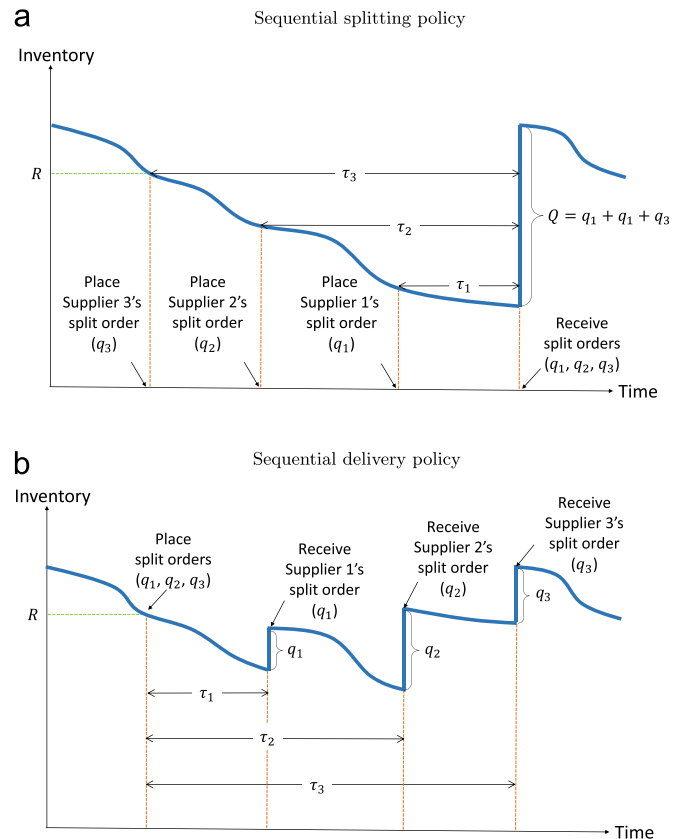 a
Sequential splitting policy
Inventory
R
τ₃
Q = q₁ + q₁ + q₃
τ₂
τ₁
Place
Supplier 3's
split order
(q₃)
Place
Supplier 2's
split order
(q₂)
Place
Supplier 1's
split order
(q₁)
Receive
split orders
(q₁, q₂, q₃)
Time
b
Sequential delivery policy
Inventory
Place
split orders
(q₁, q₂, q₃)
Receive
Supplier 1's
split order
(q₁)
Receive
Supplier 2's
split order
(q₂)
Receive
Supplier 3's
split order
(q₃)
R
q₁
q₂
q₃
τ₁
τ₂
τ₃
Time